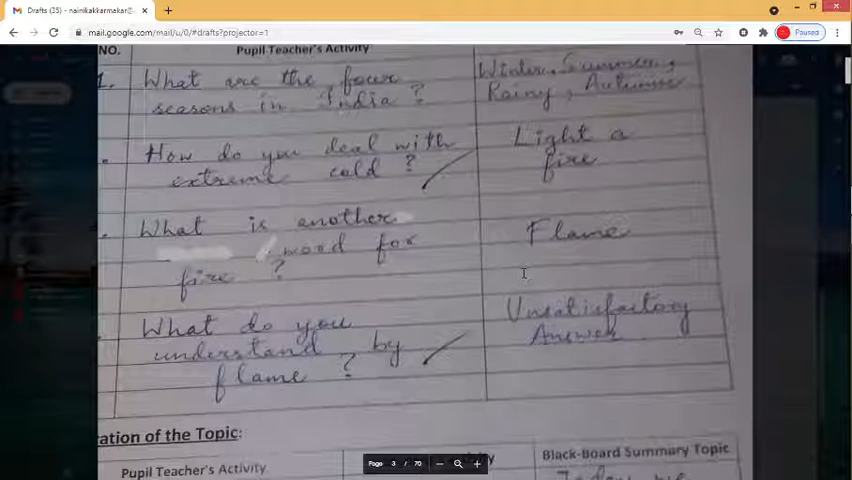 Drafts (35) - nainikakkarmakar@
mail.google.com/mail/u/0/#drafts?projector=1
Paused
NO.
Pupil Teacher's Activity
1.
What are the four
seasons in India ?
Winter, Summer,
Rainy, Autumn
How do you deal with
extreme cold ?
Light a
fire
What is another
word for
fire ?
Flame
What do you
understand by
flame ?
Unsatisfactory
Answer
ration of the Topic:
Page 3 / 70
Pupil Teacher's Activity
Black-Board Summary Topic
Today we